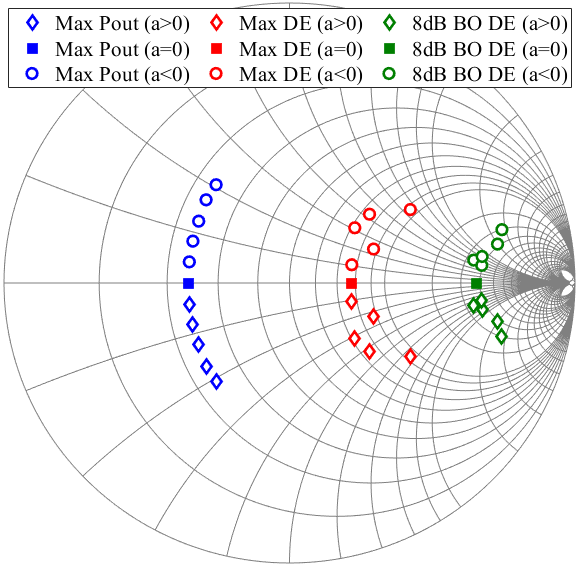 Max Pout (a>0) Max DE (a>0) 8dB BO DE (a>0)
Max Pout (a=0) Max DE (a=0) 8dB BO DE (a=0)
Max Pout (a<0) Max DE (a<0) 8dB BO DE (a<0)